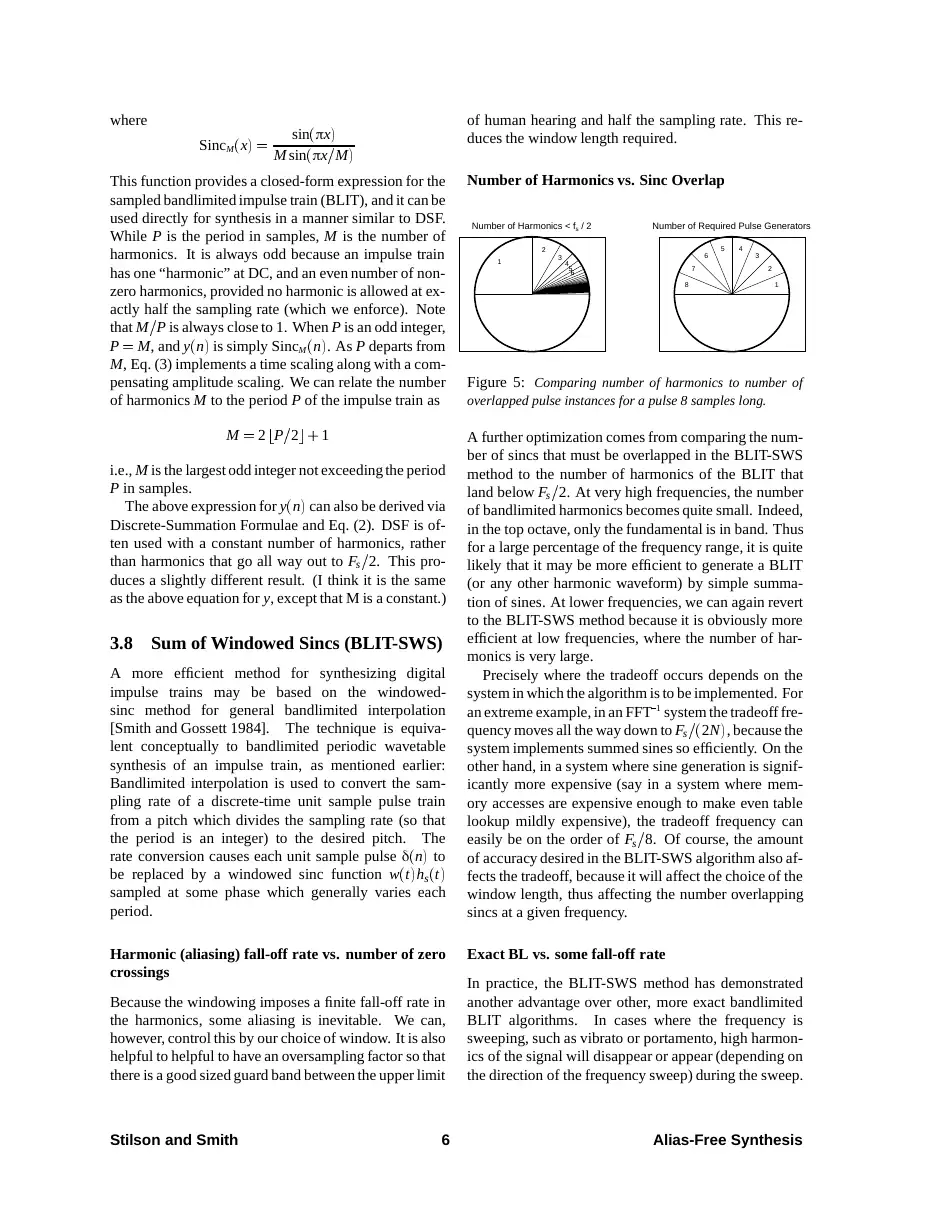 where
Sinc_M(x) = sin(πx) / M sin(πx/M)
This function provides a closed-form expression for the
sampled bandlimited impulse train (BLIT), and it can be
used directly for synthesis in a manner similar to DSF.
While P is the period in samples, M is the number of
harmonics. It is always odd because an impulse train
has one “harmonic” at DC, and an even number of non-
zero harmonics, provided no harmonic is allowed at ex-
actly half the sampling rate (which we enforce). Note
that M/P is always close to 1. When P is an odd integer,
P = M, and y(n) is simply Sinc_M(n). As P departs from
M, Eq. (3) implements a time scaling along with a com-
pensating amplitude scaling. We can relate the number
of harmonics M to the period P of the impulse train as
M = 2 ⌊P/2⌋ + 1
i.e., M is the largest odd integer not exceeding the period
P in samples.
The above expression for y(n) can also be derived via
Discrete-Summation Formulae and Eq. (2). DSF is of-
ten used with a constant number of harmonics, rather
than harmonics that go all way out to F_s/2. This pro-
duces a slightly different result. (I think it is the same
as the above equation for y, except that M is a constant.)
3.8 Sum of Windowed Sincs (BLIT-SWS)
A more efficient method for synthesizing digital
impulse trains may be based on the windowed-
sinc method for general bandlimited interpolation
[Smith and Gossett 1984]. The technique is equiva-
lent conceptually to bandlimited periodic wavetable
synthesis of an impulse train, as mentioned earlier:
Bandlimited interpolation is used to convert the sam-
pling rate of a discrete-time unit sample pulse train
from a pitch which divides the sampling rate (so that
the period is an integer) to the desired pitch. The
rate conversion causes each unit sample pulse δ(n) to
be replaced by a windowed sinc function w(t)h_s(t)
sampled at some phase which generally varies each
period.
Harmonic (aliasing) fall-off rate vs. number of zero
crossings
Because the windowing imposes a finite fall-off rate in
the harmonics, some aliasing is inevitable. We can,
however, control this by our choice of window. It is also
helpful to helpful to have an oversampling factor so that
there is a good sized guard band between the upper limit
of human hearing and half the sampling rate. This re-
duces the window length required.
Number of Harmonics vs. Sinc Overlap
Number of Harmonics < f_s / 2
1
2
3
4
5
6
Number of Required Pulse Generators
8
7
6
5
4
3
2
1
Figure 5: Comparing number of harmonics to number of
overlapped pulse instances for a pulse 8 samples long.
A further optimization comes from comparing the num-
ber of sincs that must be overlapped in the BLIT-SWS
method to the number of harmonics of the BLIT that
land below F_s/2. At very high frequencies, the number
of bandlimited harmonics becomes quite small. Indeed,
in the top octave, only the fundamental is in band. Thus
for a large percentage of the frequency range, it is quite
likely that it may be more efficient to generate a BLIT
(or any other harmonic waveform) by simple summa-
tion of sines. At lower frequencies, we can again revert
to the BLIT-SWS method because it is obviously more
efficient at low frequencies, where the number of har-
monics is very large.
Precisely where the tradeoff occurs depends on the
system in which the algorithm is to be implemented. For
an extreme example, in an FFT⁻¹ system the tradeoff fre-
quency moves all the way down to F_s/(2N), because the
system implements summed sines so efficiently. On the
other hand, in a system where sine generation is signif-
icantly more expensive (say in a system where mem-
ory accesses are expensive enough to make even table
lookup mildly expensive), the tradeoff frequency can
easily be on the order of F_s/8. Of course, the amount
of accuracy desired in the BLIT-SWS algorithm also af-
fects the tradeoff, because it will affect the choice of the
window length, thus affecting the number overlapping
sincs at a given frequency.
Exact BL vs. some fall-off rate
In practice, the BLIT-SWS method has demonstrated
another advantage over other, more exact bandlimited
BLIT algorithms. In cases where the frequency is
sweeping, such as vibrato or portamento, high harmon-
ics of the signal will disappear or appear (depending on
the direction of the frequency sweep) during the sweep.
Stilson and Smith 6 Alias-Free Synthesis